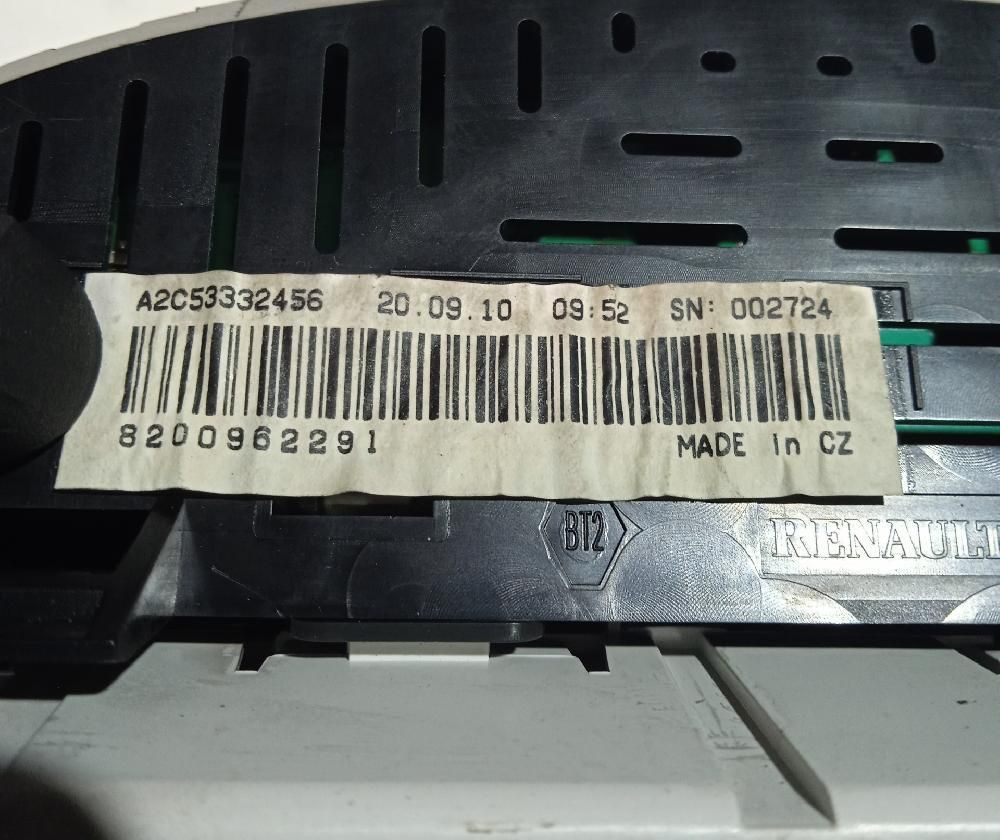 A2C53332456 20.09.10 09:52 SN: 002724
8200962291 MADE in CZ
BT2
RENAULT